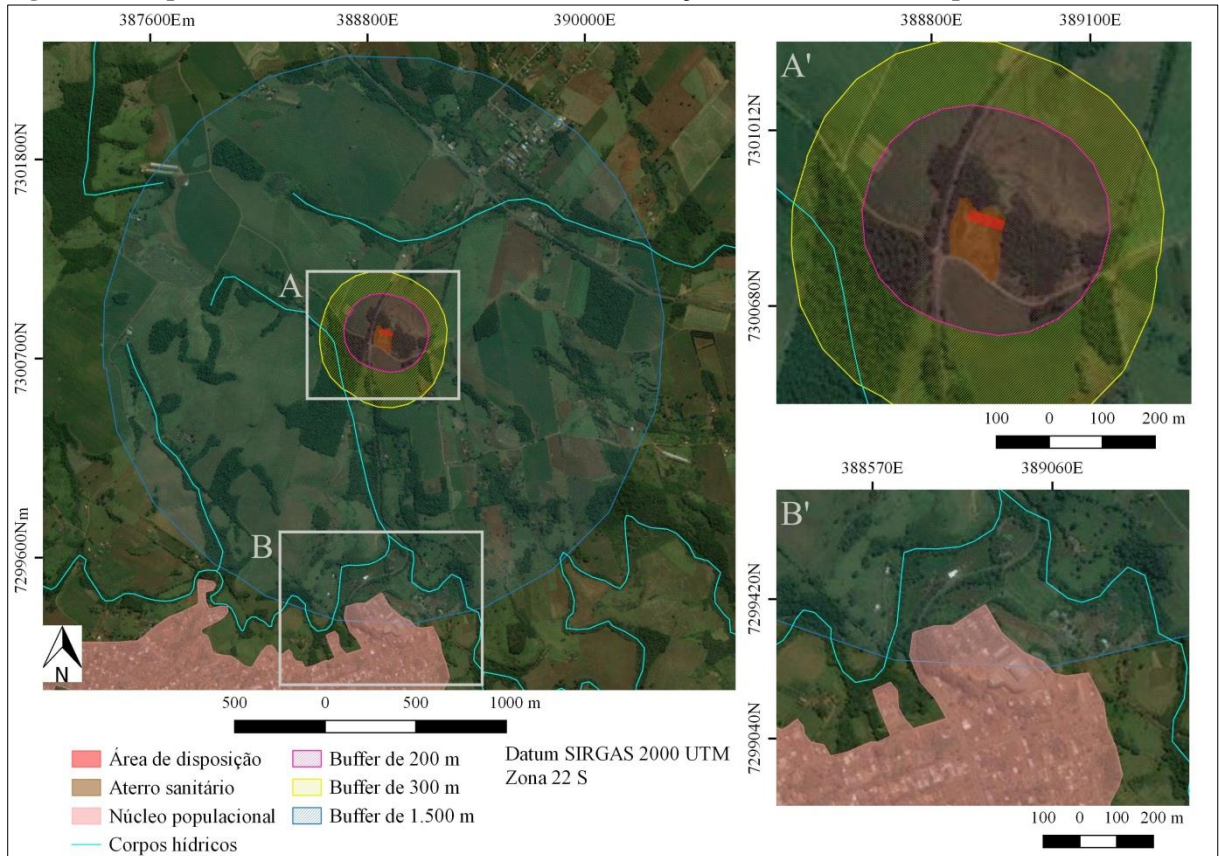 387600Em 388800Em 390000Em
7301800N
7300700N
7299600Nm
A
B
N
500 0 500 1000 m
A'
388800E 389100E
7301012N
7300680N
100 0 100 200 m
B'
388570E 389060E
7299420N
7299040N
100 0 100 200 m
Área de disposição
Aterro sanitário
Núcleo populacional
Corpos hídricos
Buffer de 200 m
Buffer de 300 m
Buffer de 1.500 m
Datum SIRGAS 2000 UTM
Zona 22 S